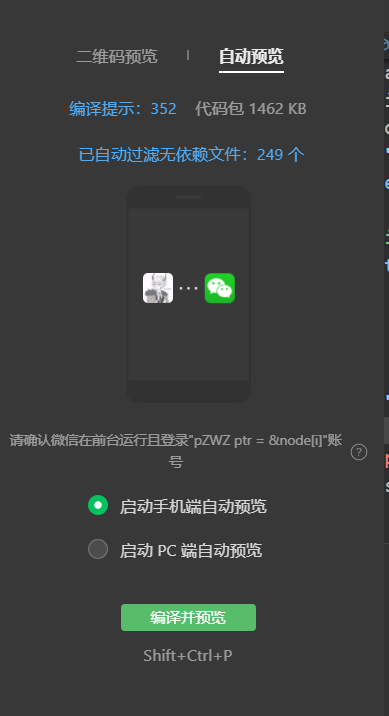 二维码预览 | 自动预览
编译提示：352 代码包 1462 KB
已自动过滤无依赖文件：249 个
请确认微信在前台运行且登录"pZWZ ptr = &node[i]"账
号
?
启动手机端自动预览
启动 PC 端自动预览
编译并预览
Shift+Ctrl+P